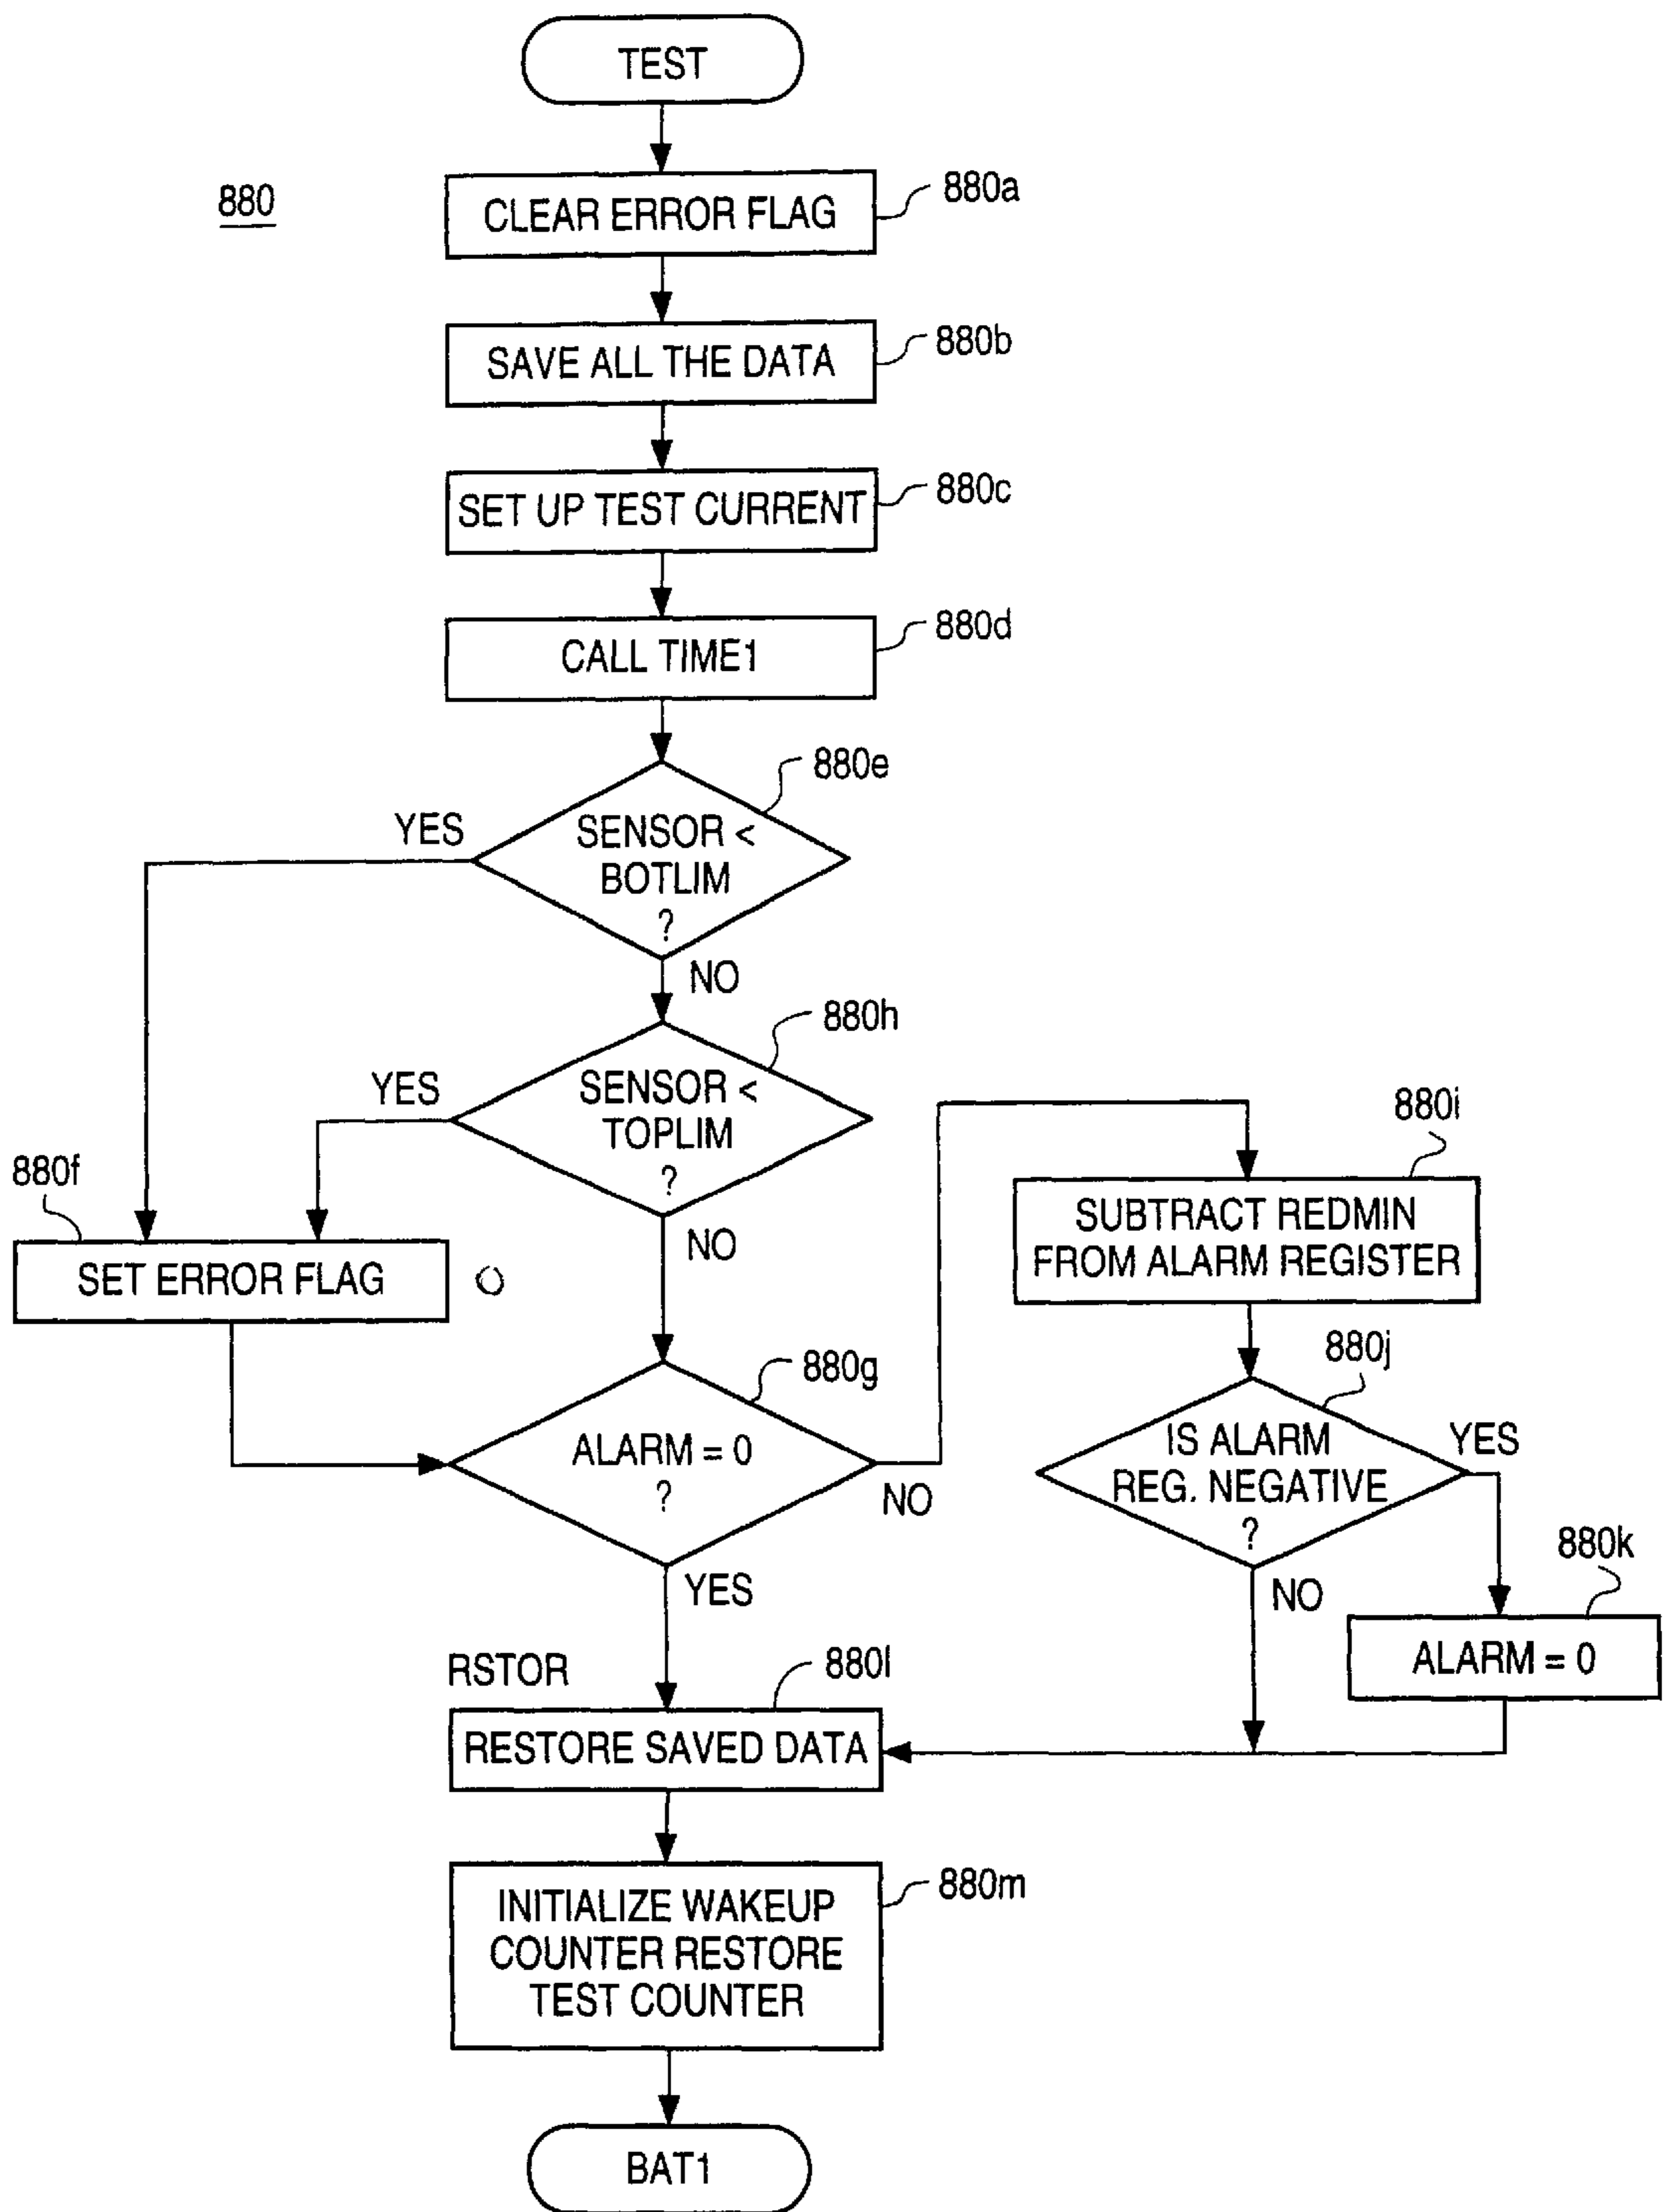 TEST
880
880a
CLEAR ERROR FLAG
880b
SAVE ALL THE DATA
880c
SET UP TEST CURRENT
880d
CALL TIME1
880e
YES
SENSOR <
BOTLIM
?
NO
880h
YES
SENSOR <
TOPLIM
?
NO
880f
SET ERROR FLAG
880g
ALARM = 0
?
NO
YES
880i
SUBTRACT REDMIN
FROM ALARM REGISTER
880j
IS ALARM
REG. NEGATIVE
?
YES
NO
880k
ALARM = 0
RSTOR
880l
RESTORE SAVED DATA
880m
INITIALIZE WAKEUP
COUNTER RESTORE
TEST COUNTER
BAT1